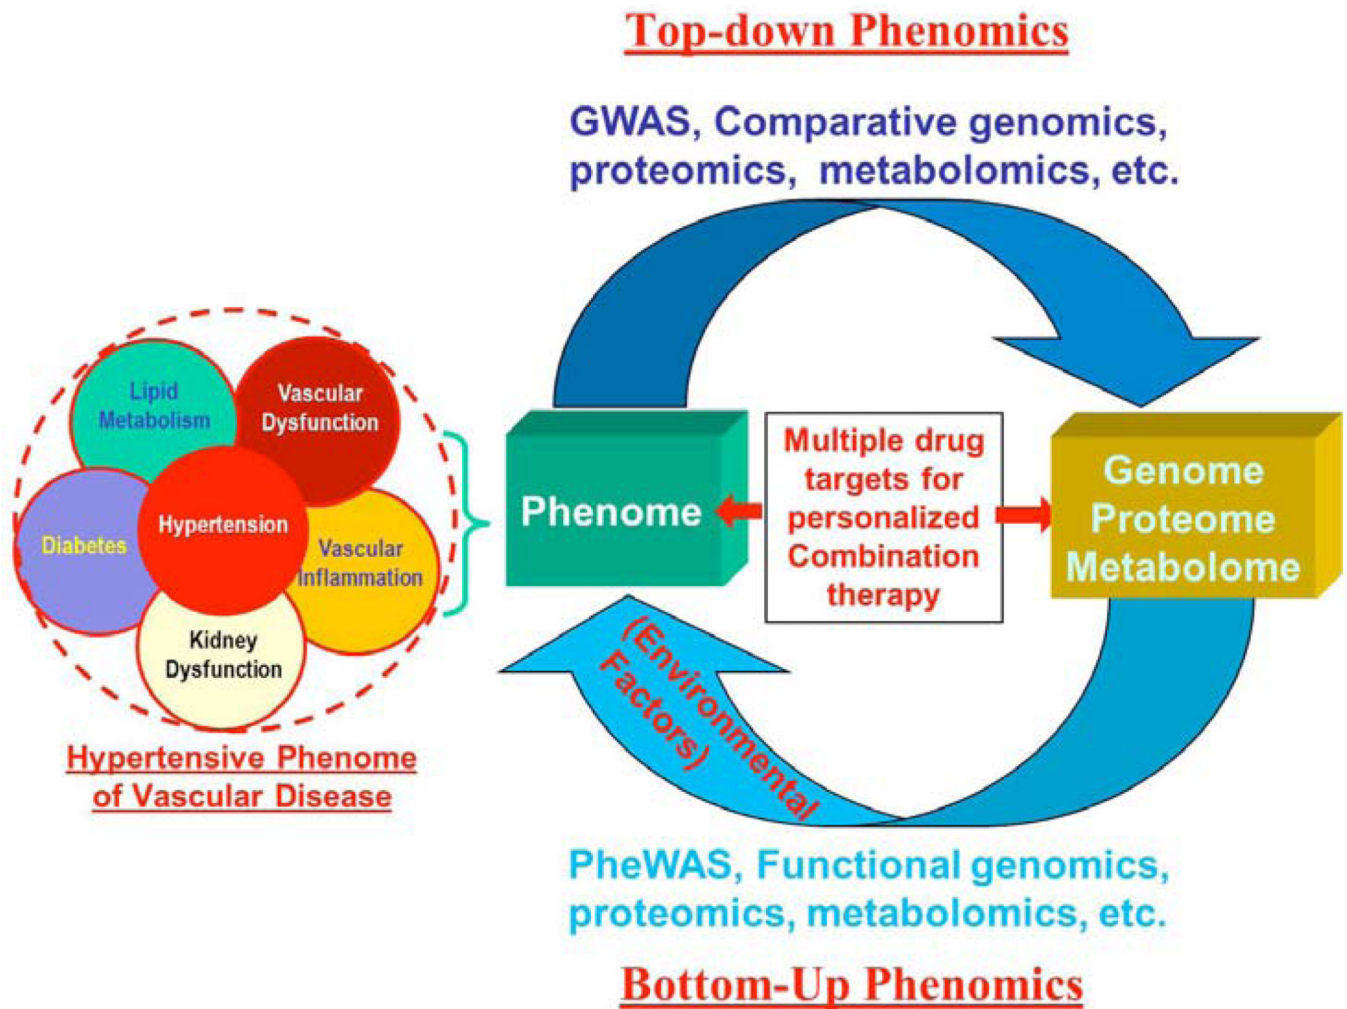 Top-down Phenomics
GWAS, Comparative genomics,
proteomics, metabolomics, etc.
Lipid
Metabolism
Vascular
Dysfunction
Hypertension
Diabetes
Vascular
Inflammation
Kidney
Dysfunction
Hypertensive Phenome
of Vascular Disease
Phenome
Multiple drug
targets for
personalized
Combination
therapy
Genome
Proteome
Metabolome
(Environmental
Factors)
PheWAS, Functional genomics,
proteomics, metabolomics, etc.
Bottom-Up Phenomics